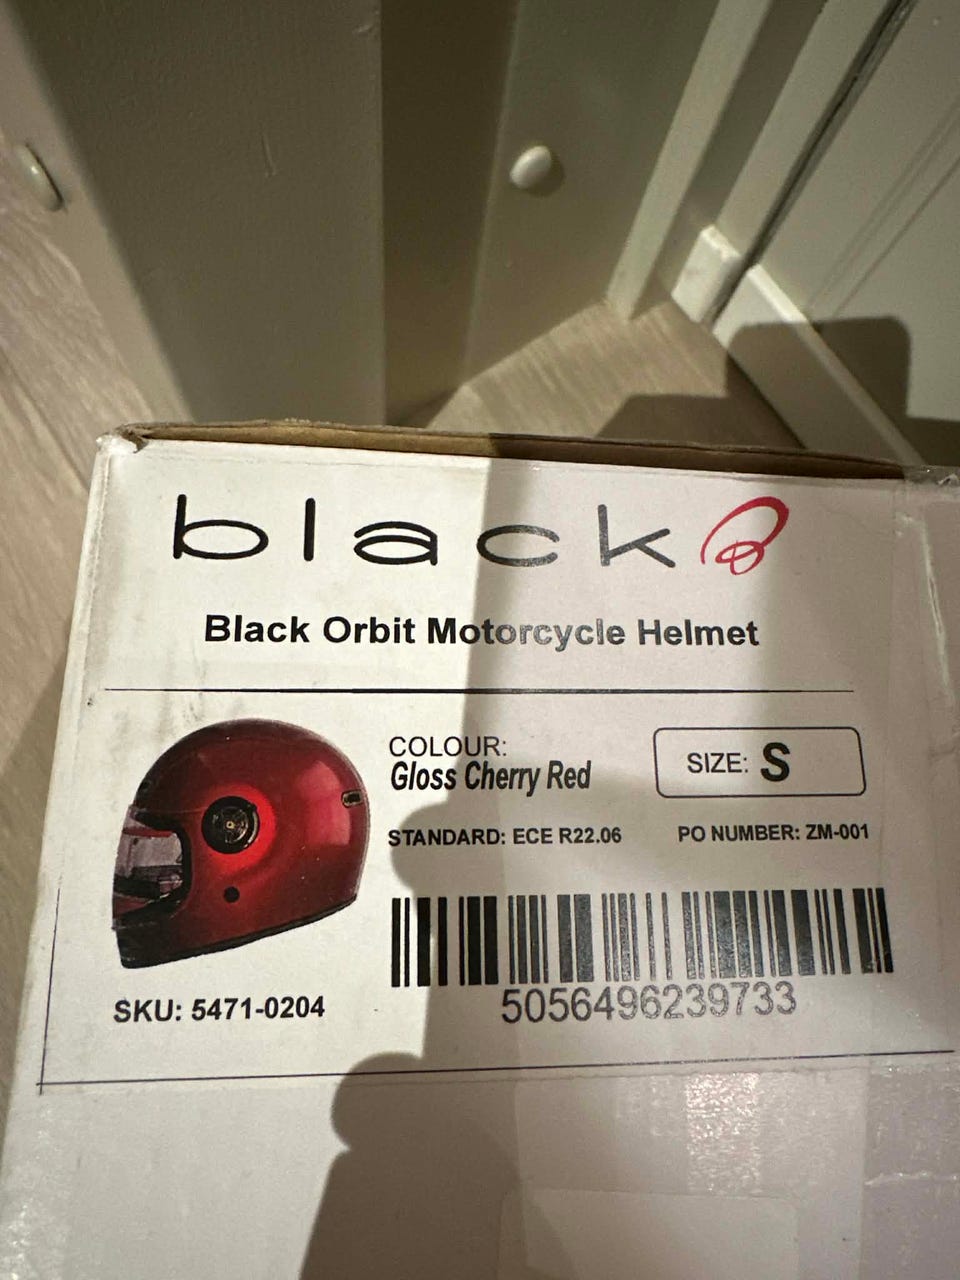 black
Black Orbit Motorcycle Helmet
COLOUR:
Gloss Cherry Red
SIZE: S
STANDARD: ECE R22.06
PO NUMBER: ZM-001
5056496239733
SKU: 5471-0204